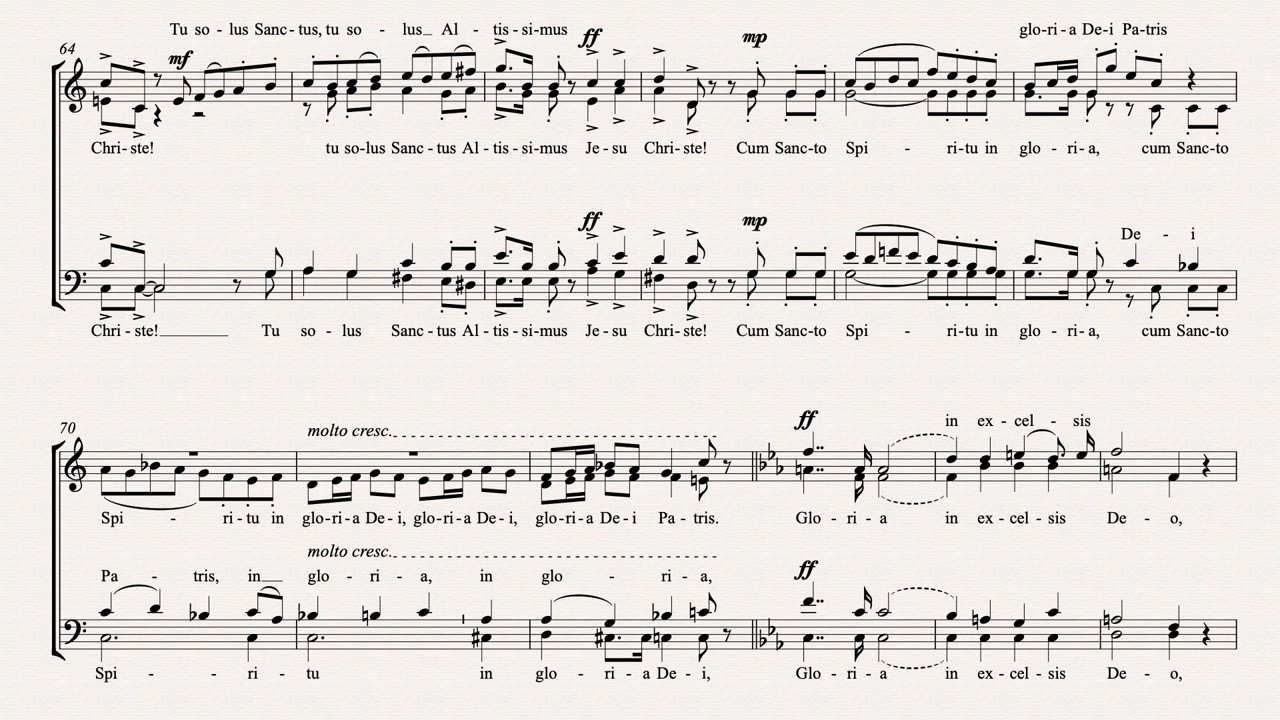 Tu so - lus Sanc - tus, tu so - lus_ Al - tis - si - mus glo - ri - a De - i Pa - tris
64
mf ff mp
Chri - ste! tu so - lus Sanc - tus Al - tis - si - mus Je - su Chri - ste! Cum Sanc - to Spi - ri - tu in glo - ri - a, cum Sanc - to
ff mp
De - i
Chri - ste! Tu so - lus Sanc - tus Al - tis - si - mus Je - su Chri - ste! Cum Sanc - to Spi - ri - tu in glo - ri - a, cum Sanc - to
70
molto cresc. ff in ex - cel - sis
Spi - ri - tu in glo - ri - a De - i, glo - ri - a De - i, glo - ri - a De - i Pa - tris. Glo - ri - a in ex - cel - sis De - o,
molto cresc. ff
Pa - tris, in glo - ri - a, in glo - ri - a,
Spi - ri - tu in glo - ri - a De - i, Glo - ri - a in ex - cel - sis De - o,